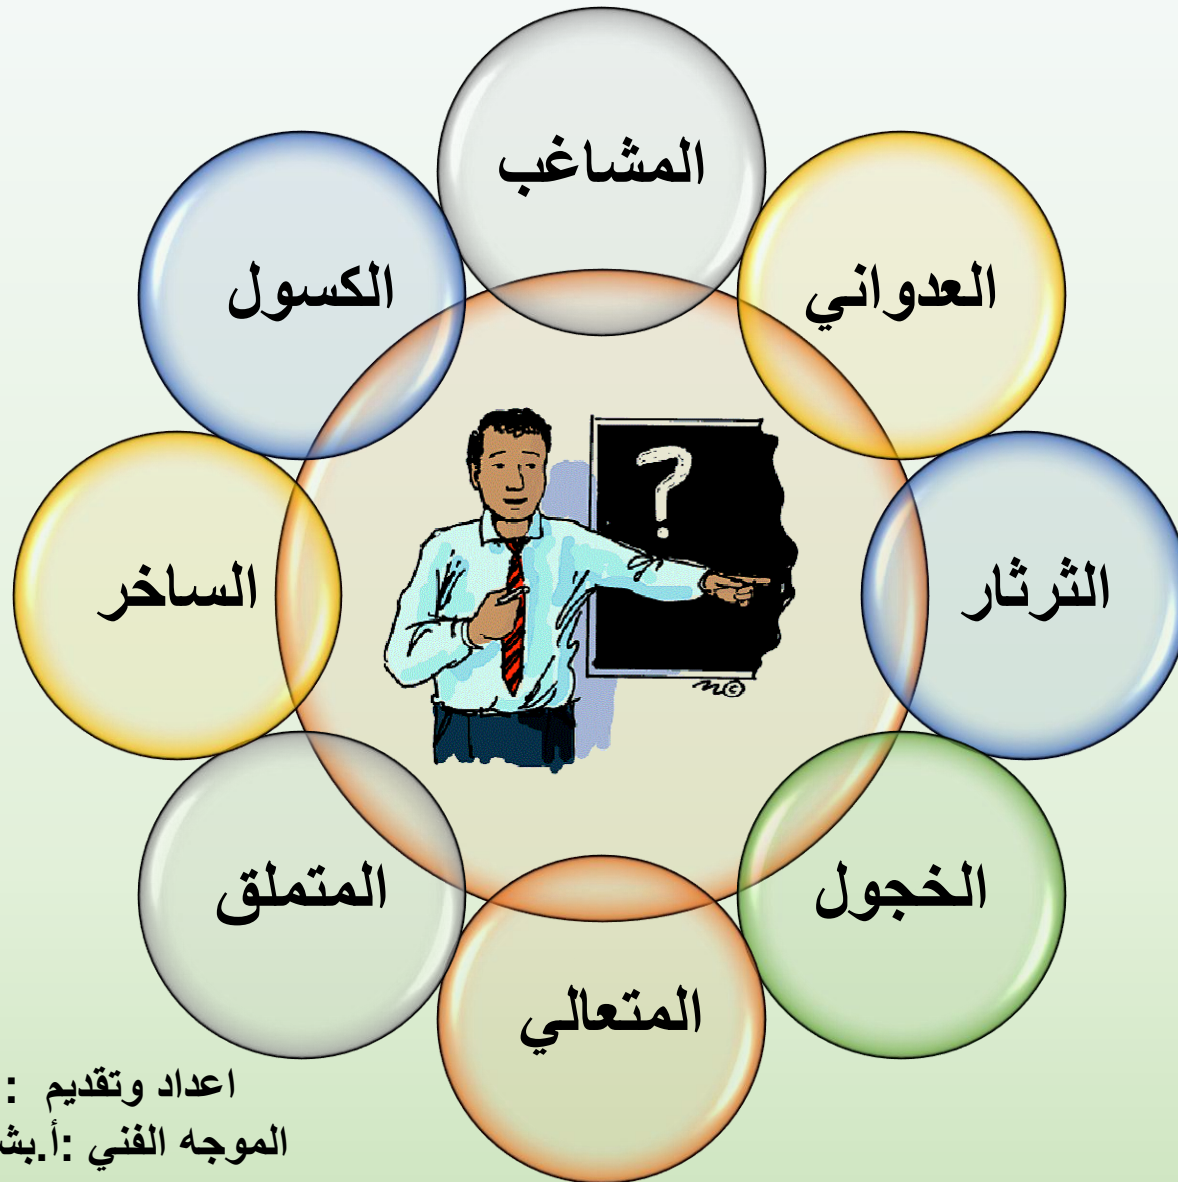 المشاغب
العدواني
الثرثار
الخجول
المتعالي
المتملق
الساخر
الكسول
?
اعداد وتقديم :
الموجه الفني :أ.